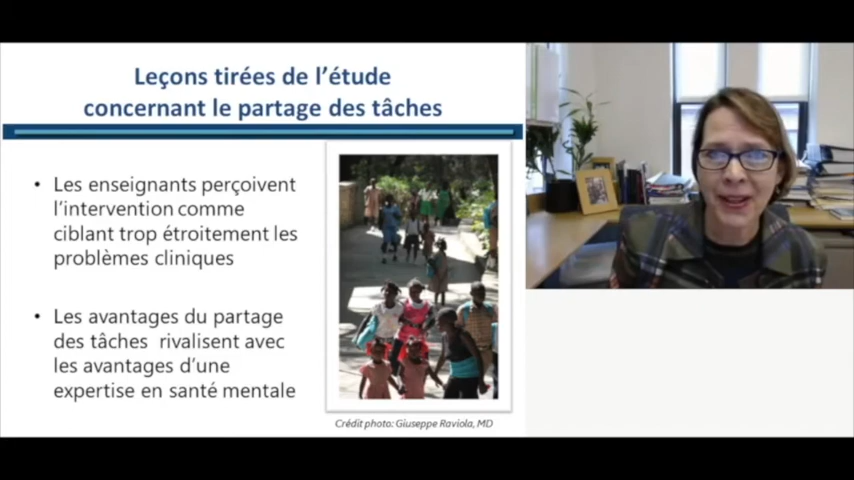 Leçons tirées de l'étude
concernant le partage des tâches
• Les enseignants perçoivent
l'intervention comme
ciblant trop étroitement les
problèmes cliniques
• Les avantages du partage
des tâches rivalisent avec
les avantages d'une
expertise en santé mentale
Crédit photo: Giuseppe Raviola, MD